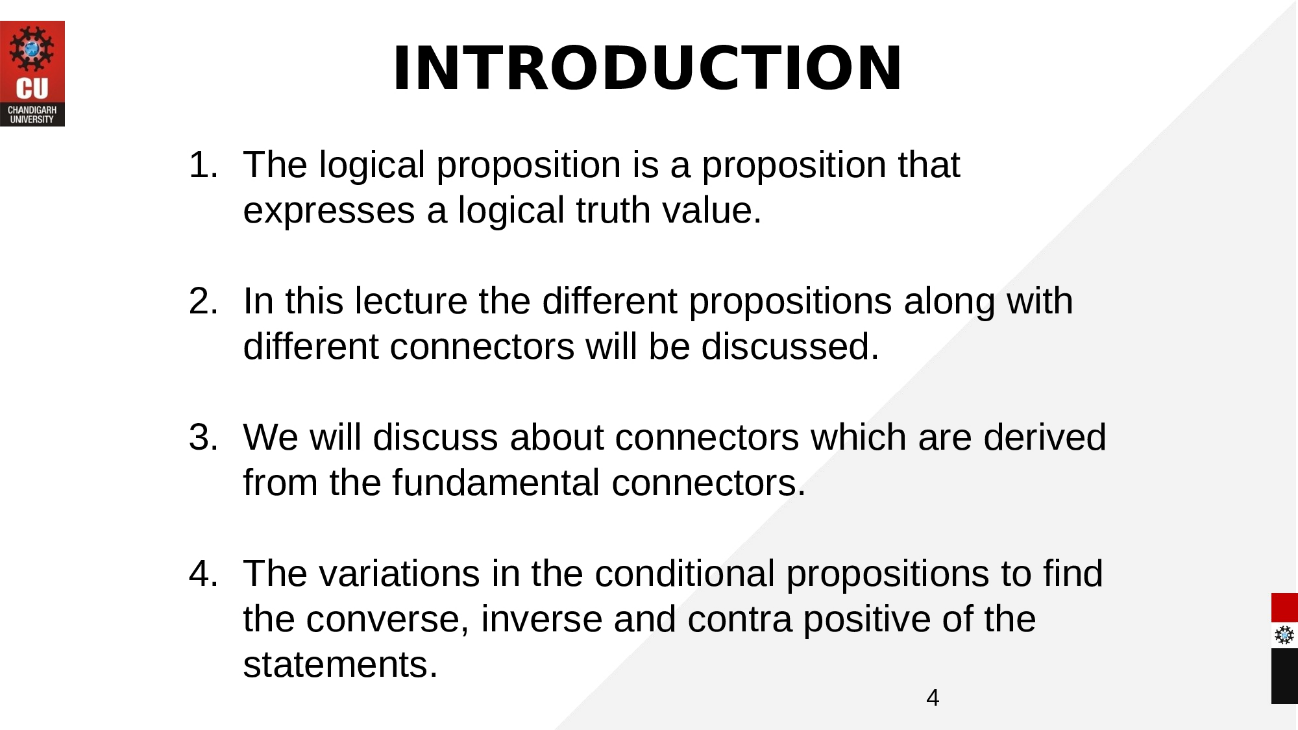 CU
CHANDIGARH
UNIVERSITY
INTRODUCTION
1. The logical proposition is a proposition that
expresses a logical truth value.
2. In this lecture the different propositions along with
different connectors will be discussed.
3. We will discuss about connectors which are derived
from the fundamental connectors.
4. The variations in the conditional propositions to find
the converse, inverse and contra positive of the
statements.
4